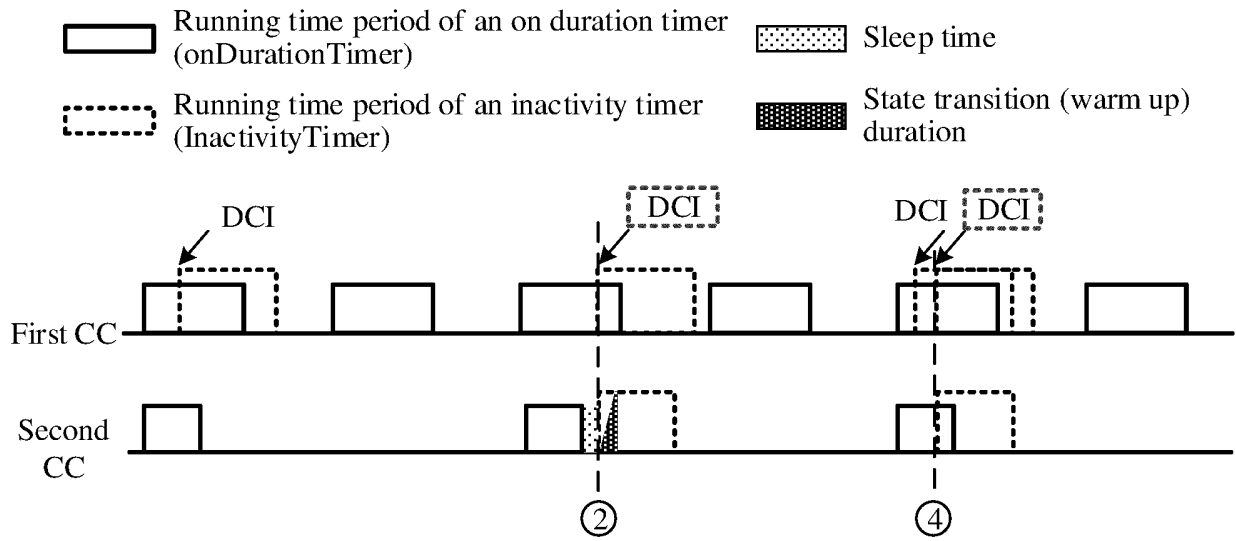 Running time period of an on duration timer
(onDurationTimer)
Sleep time
Running time period of an inactivity timer
(InactivityTimer)
State transition (warm up)
duration
DCI
DCI
DCI
DCI
First CC
Second
CC
2
4